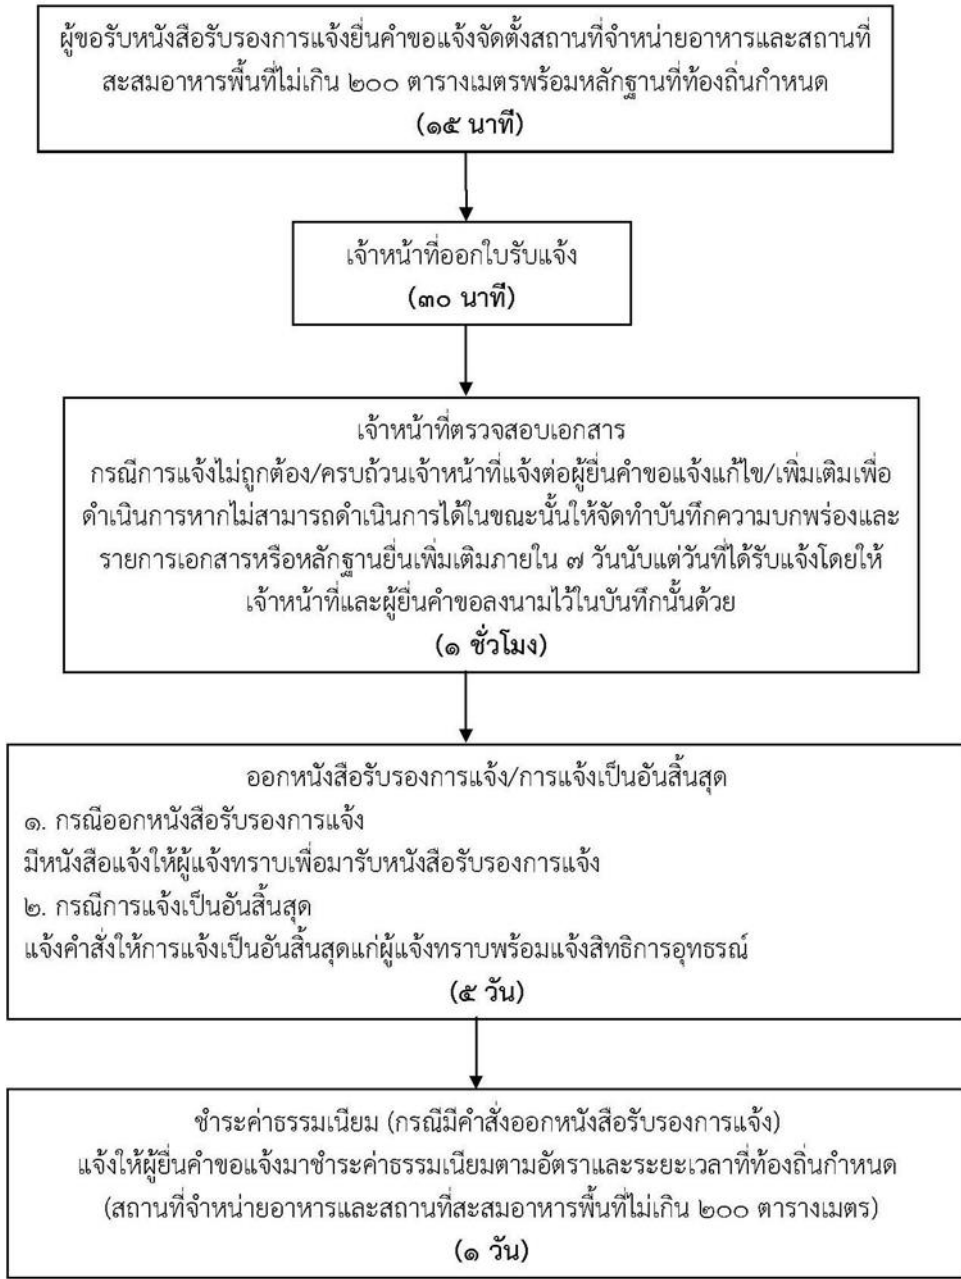 ผู้ขอรับหนังสือรับรองการแจ้งยื่นคำขอแจ้งจัดตั้งสถานที่จำหน่ายอาหารและสถานที่
สะสมอาหารพื้นที่ไม่เกิน ๒๐๐ ตารางเมตรพร้อมหลักฐานที่ท้องถิ่นกำหนด
(๑๕ นาที)
เจ้าหน้าที่ออกใบรับแจ้ง
(๓๐ นาที)
เจ้าหน้าที่ตรวจสอบเอกสาร
กรณีการแจ้งไม่ถูกต้อง/ครบถ้วนเจ้าหน้าที่แจ้งต่อผู้ยื่นคำขอแจ้งแก้ไข/เพิ่มเติมเพื่อ
ดำเนินการหากไม่สามารถดำเนินการได้ในขณะนั้นให้จัดทำบันทึกความบกพร่องและ
รายการเอกสารหรือหลักฐานยื่นเพิ่มเติมภายใน ๗ วันนับแต่วันที่ได้รับแจ้งโดยให้
เจ้าหน้าที่และผู้ยื่นคำขอลงนามไว้ในบันทึกนั้นด้วย
(๑ ชั่วโมง)
ออกหนังสือรับรองการแจ้ง/การแจ้งเป็นอันสิ้นสุด
๑. กรณีออกหนังสือรับรองการแจ้ง
มีหนังสือแจ้งให้ผู้แจ้งทราบเพื่อมารับหนังสือรับรองการแจ้ง
๒. กรณีการแจ้งเป็นอันสิ้นสุด
แจ้งคำสั่งให้การแจ้งเป็นอันสิ้นสุดแก่ผู้แจ้งทราบพร้อมแจ้งสิทธิการอุทธรณ์
(๕ วัน)
ชำระค่าธรรมเนียม (กรณีมีคำสั่งออกหนังสือรับรองการแจ้ง)
แจ้งให้ผู้ยื่นคำขอแจ้งมาชำระค่าธรรมเนียมตามอัตราและระยะเวลาที่ท้องถิ่นกำหนด
(สถานที่จำหน่ายอาหารและสถานที่สะสมอาหารพื้นที่ไม่เกิน ๒๐๐ ตารางเมตร)
(๑ วัน)